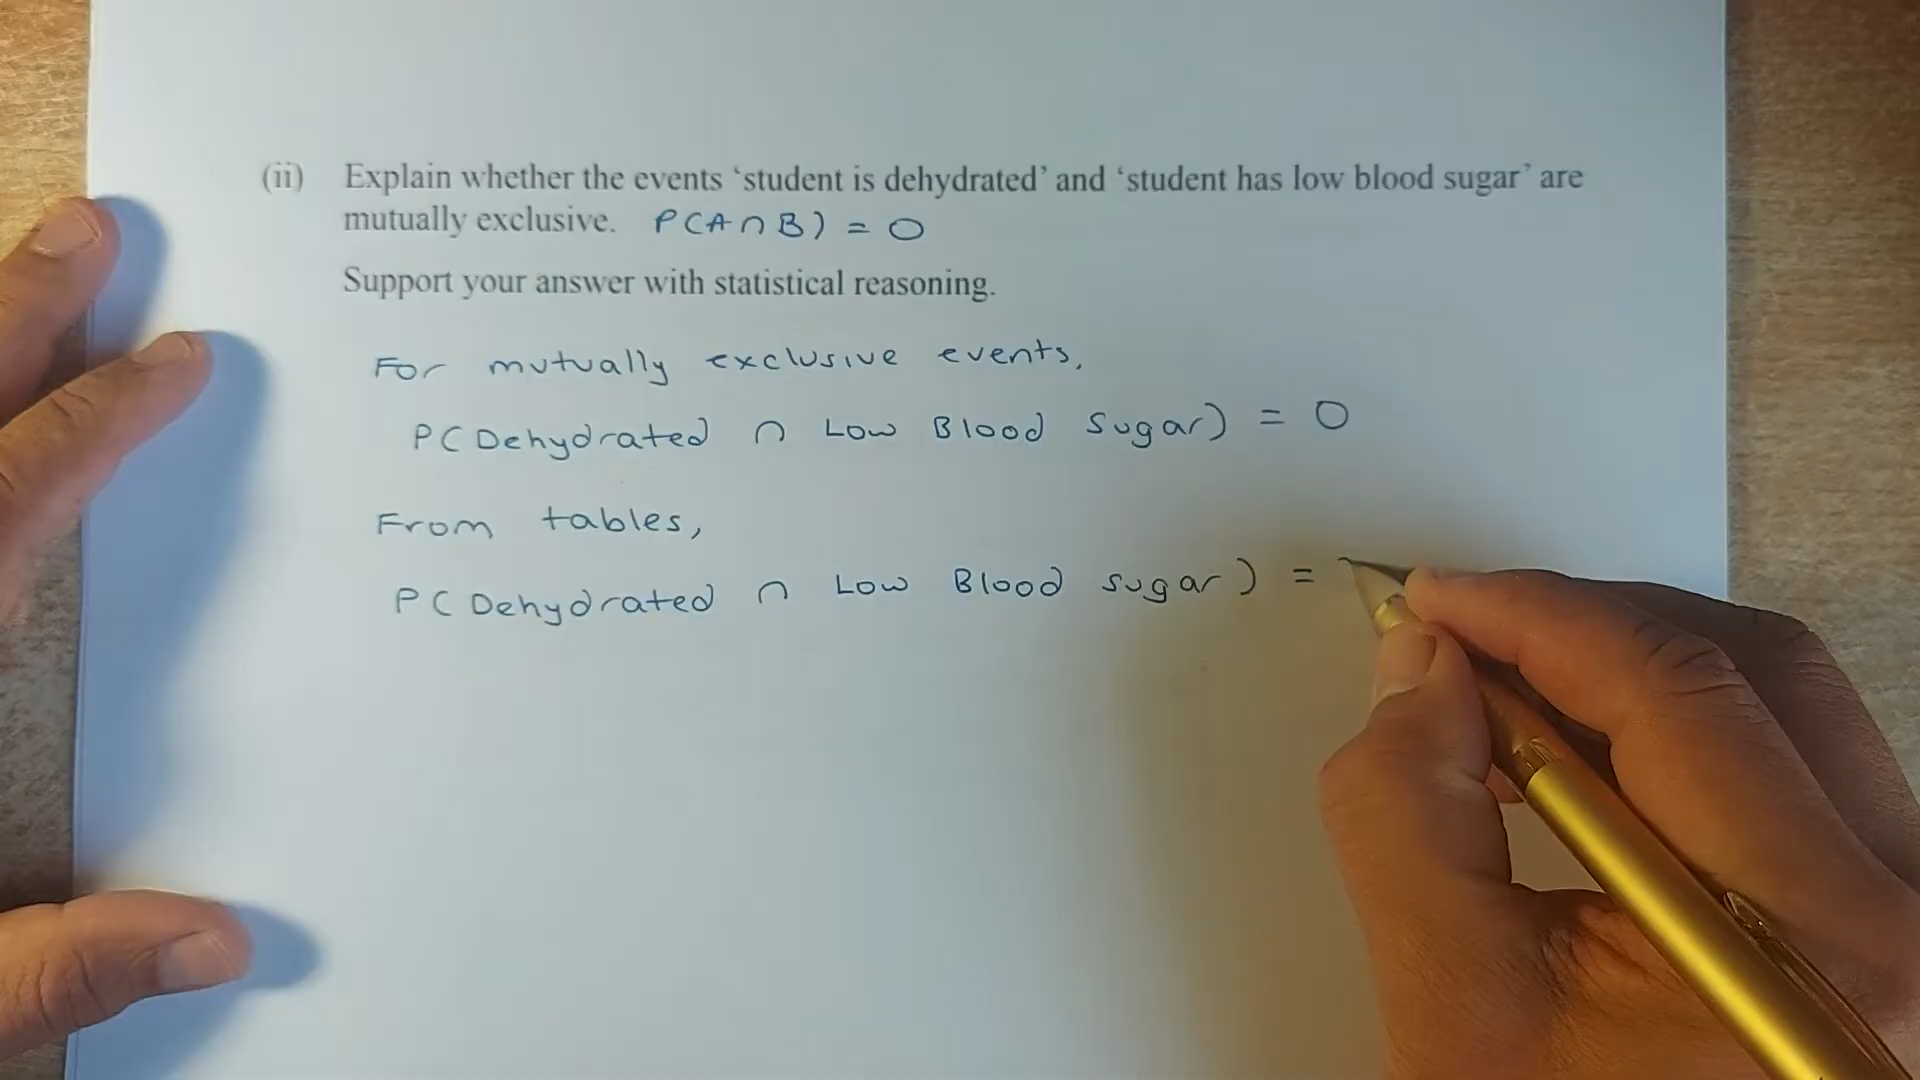 (ii) Explain whether the events ‘student is dehydrated’ and ‘student has low blood sugar’ are
mutually exclusive. P(A ∩ B) = 0
Support your answer with statistical reasoning.
For mutually exclusive events,
P(Dehydrated ∩ Low Blood Sugar) = 0
From tables,
P(Dehydrated ∩ Low Blood sugar) =